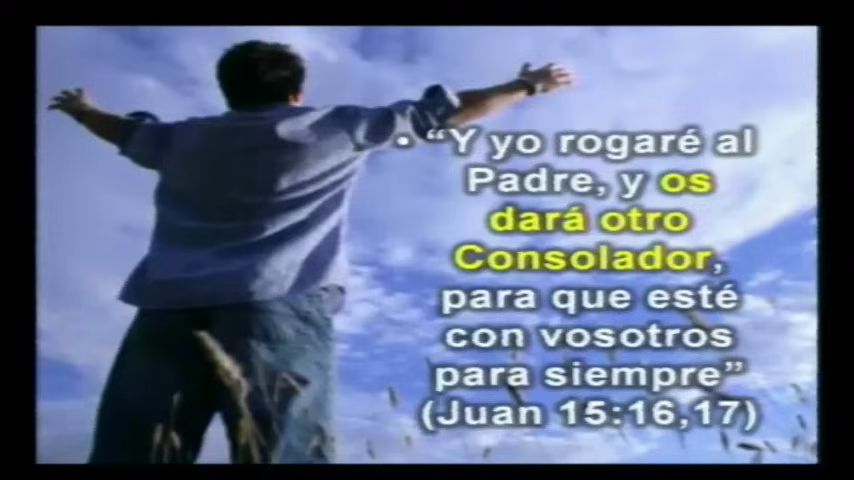 • “Y yo rogaré al
Padre, y os
dará otro
Consolador,
para que esté
con vosotros
para siempre”
(Juan 15:16,17)